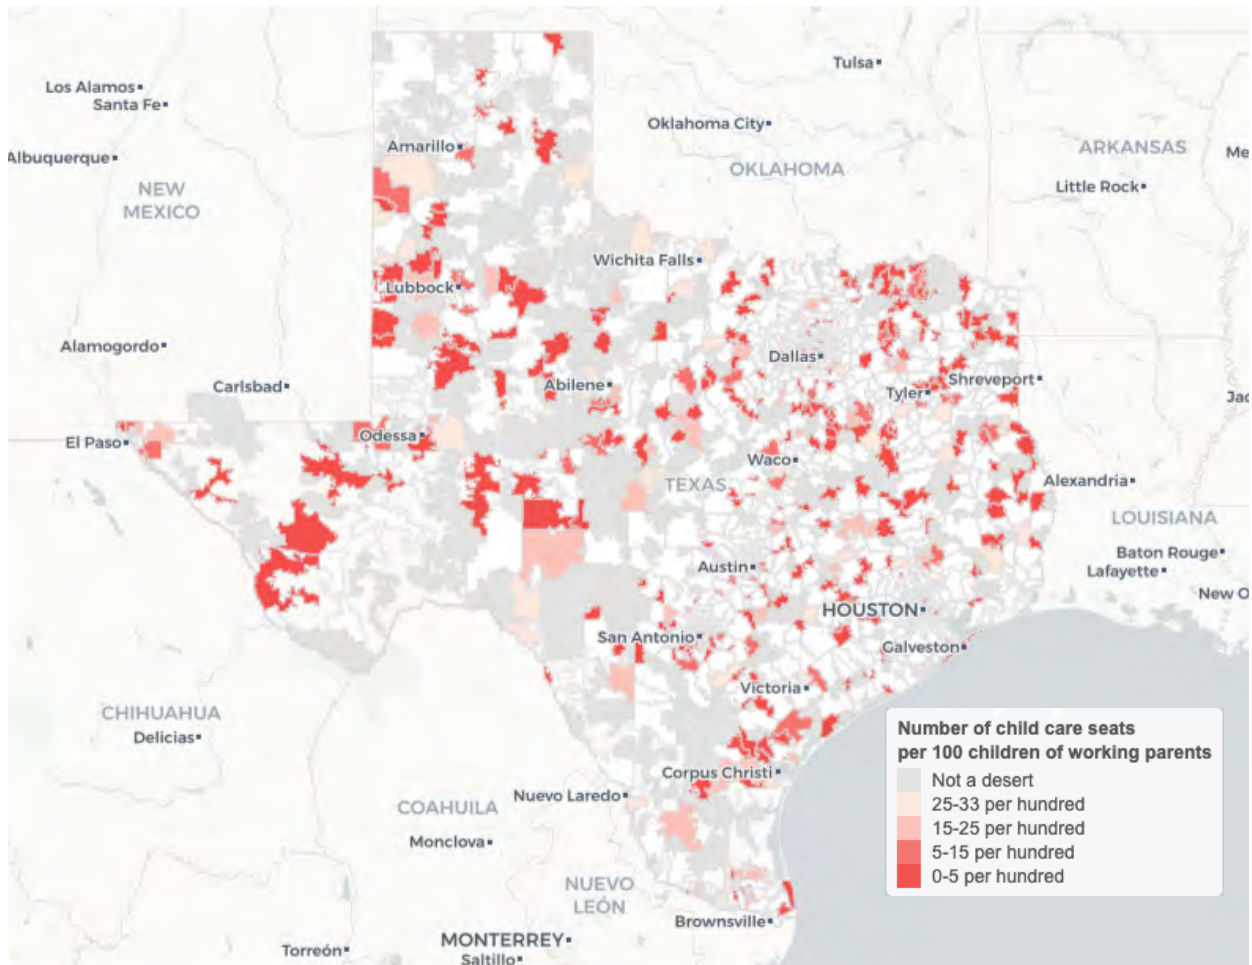 Tulsa
Los Alamos
Santa Fe
Oklahoma City
Amarillo
ARKANSAS
Albuquerque
Me
OKLAHOMA
NEW
MEXICO
Little Rock
Wichita Falls
Lubbock
Alamogordo
Dallas
Carlsbad
Abilene
Tyler
Shreveport
Jac
El Paso
Odessa
Waco
TEXAS
Alexandria
LOUISIANA
Baton Rouge
Austin
Lafayette
New O
HOUSTON
San Antonio
Galveston
Victoria
CHIHUAHUA
Delicias
Number of child care seats
per 100 children of working parents
Not a desert
25-33 per hundred
15-25 per hundred
5-15 per hundred
0-5 per hundred
Corpus Christi
Nuevo Laredo
COAHUILA
Monclova
NUEVO
LEÓN
Brownsville
MONTERREY
Torreón
Saltillo